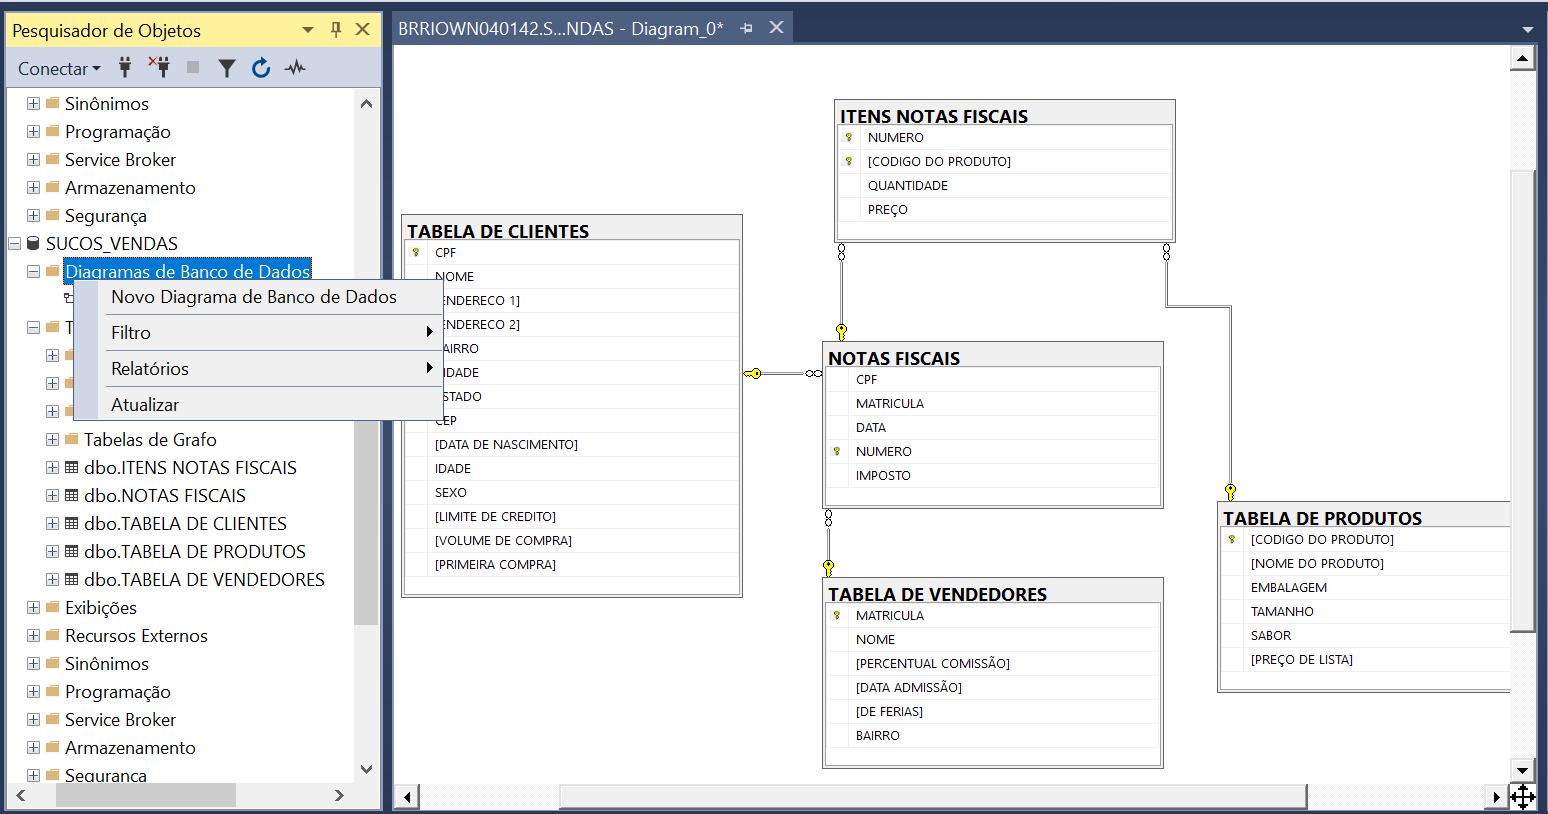 Pesquisador de Objetos
Conectar
Sinônimos
Programação
Service Broker
Armazenamento
Segurança
SUCOS_VENDAS
Diagramas de Banco de Dados
Novo Diagrama de Banco de Dados
Filtro
Relatórios
Atualizar
T
Tabelas de Grafo
dbo.ITENS NOTAS FISCAIS
dbo.NOTAS FISCAIS
dbo.TABELA DE CLIENTES
dbo.TABELA DE PRODUTOS
dbo.TABELA DE VENDEDORES
Exibições
Recursos Externos
Sinônimos
Programação
Service Broker
Armazenamento
Segurança
BRRIOWN040142.S...NDAS - Diagram_0*
TABELA DE CLIENTES
CPF
NOME
ENDERECO 1]
ENDERECO 2]
AIRRO
IDADE
STADO
CEP
[DATA DE NASCIMENTO]
IDADE
SEXO
[LIMITE DE CREDITO]
[VOLUME DE COMPRA]
[PRIMEIRA COMPRA]
ITENS NOTAS FISCAIS
NUMERO
[CODIGO DO PRODUTO]
QUANTIDADE
PREÇO
NOTAS FISCAIS
CPF
MATRICULA
DATA
NUMERO
IMPOSTO
TABELA DE VENDEDORES
MATRICULA
NOME
[PERCENTUAL COMISSÃO]
[DATA ADMISSÃO]
[DE FERIAS]
BAIRRO
TABELA DE PRODUTOS
[CODIGO DO PRODUTO]
[NOME DO PRODUTO]
EMBALAGEM
TAMANHO
SABOR
[PREÇO DE LISTA]